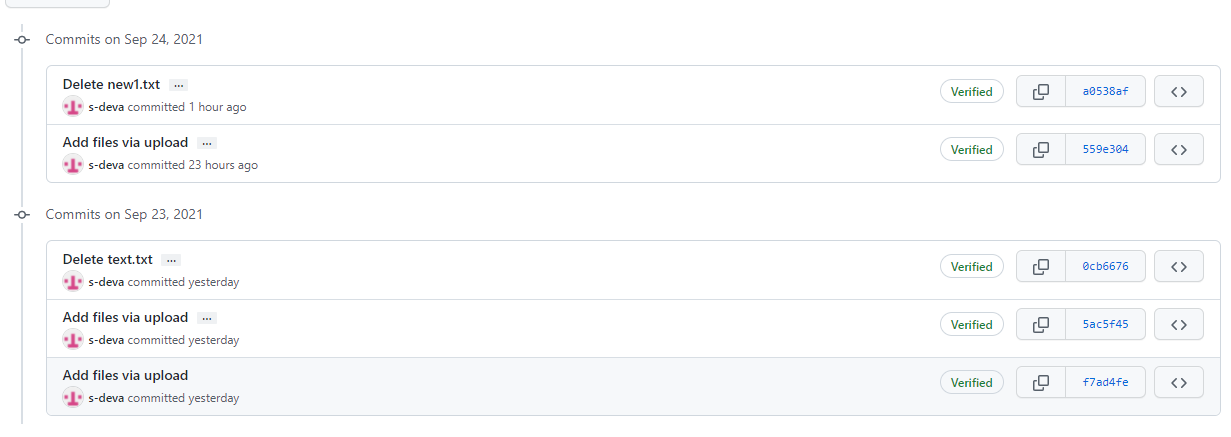 Commits on Sep 24, 2021
Delete new1.txt ...
s-deva committed 1 hour ago
Verified
a0538af
Add files via upload ...
s-deva committed 23 hours ago
Verified
559e304
Commits on Sep 23, 2021
Delete text.txt ...
s-deva committed yesterday
Verified
0cb6676
Add files via upload ...
s-deva committed yesterday
Verified
5ac5f45
Add files via upload
s-deva committed yesterday
Verified
f7ad4fe